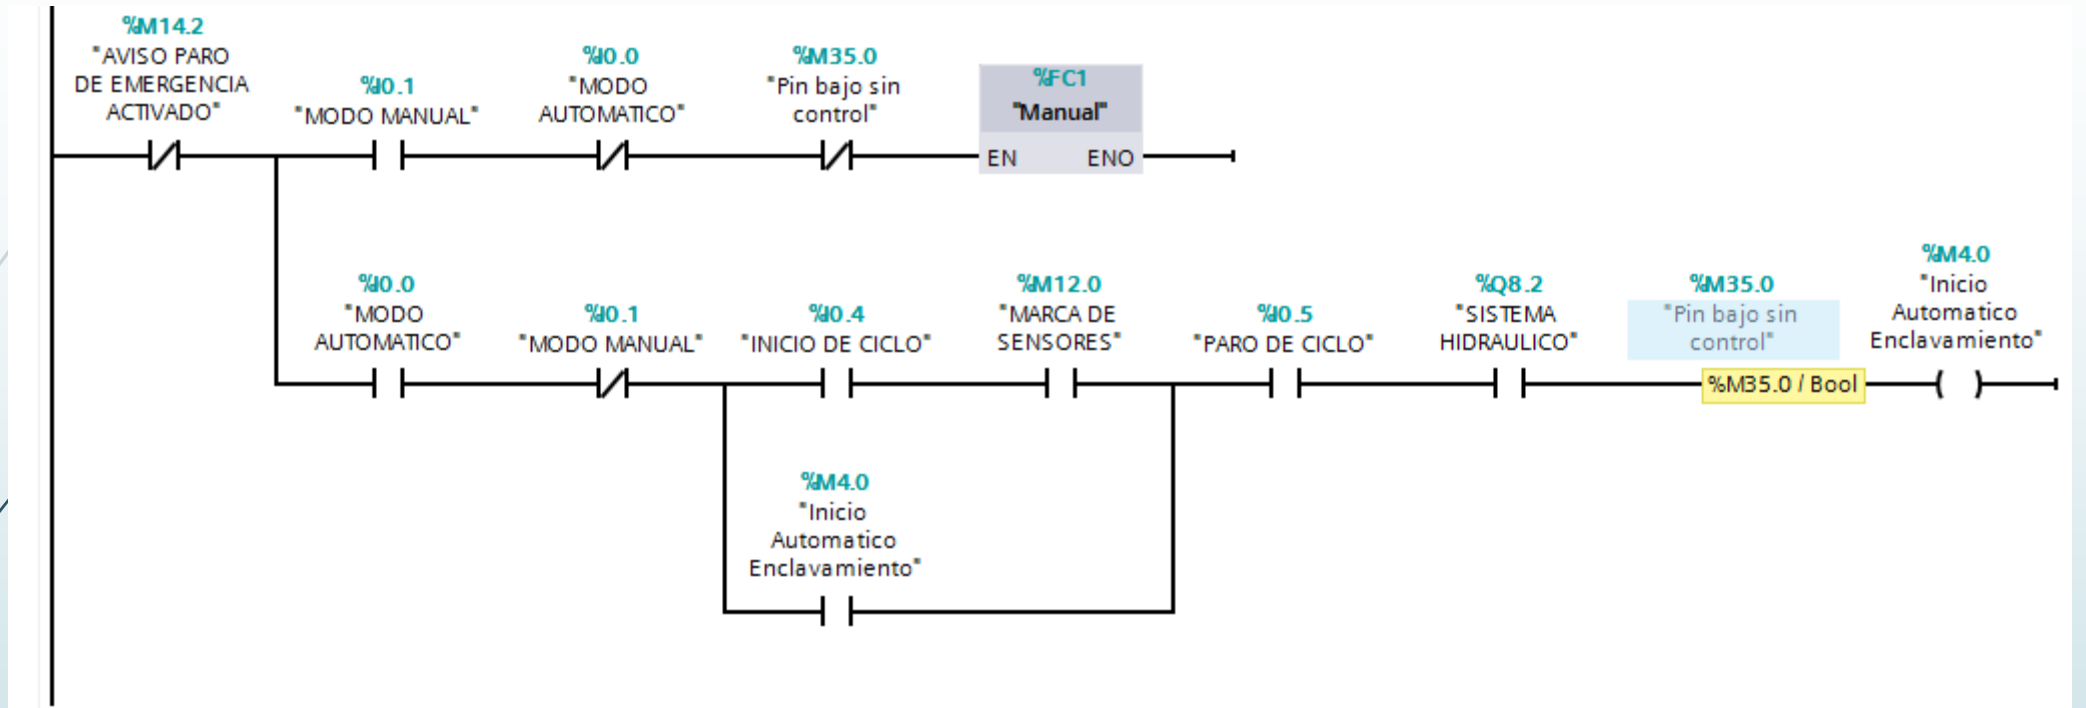 %M14.2
"AVISO PARO
DE EMERGENCIA
ACTIVADO"
%I0.1
"MODO MANUAL"
%I0.0
"MODO
AUTOMATICO"
%M35.0
"Pin bajo sin
control"
%FC1
"Manual"
EN
ENO
%I0.0
"MODO
AUTOMATICO"
%I0.1
"MODO MANUAL"
%I0.4
"INICIO DE CICLO"
%M12.0
"MARCA DE
SENSORES"
%I0.5
"PARO DE CICLO"
%Q8.2
"SISTEMA
HIDRAULICO"
%M35.0
"Pin bajo sin
control"
%M35.0 / Bool
%M4.0
"Inicio
Automatico
Enclavamiento"
%M4.0
"Inicio
Automatico
Enclavamiento"